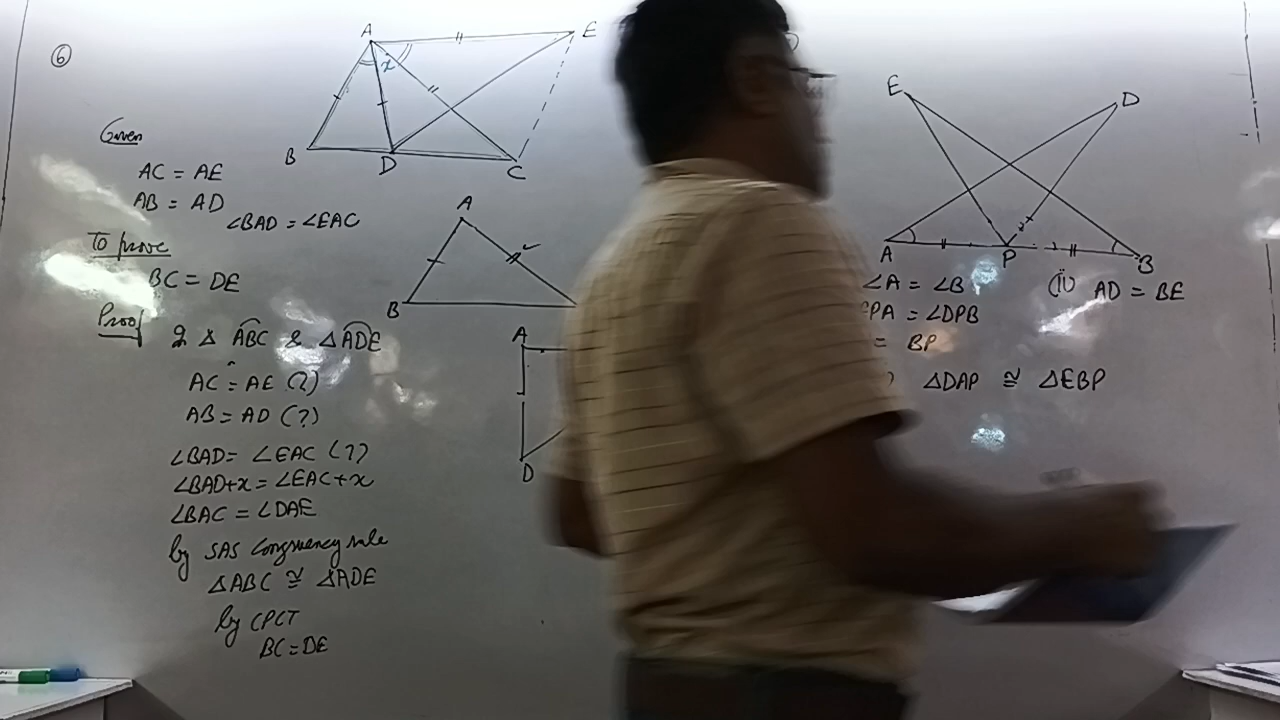 6
A
E
x
B
D
C
Given
AC = AE
AB = AD
∠BAD = ∠EAC
To prove
BC = DE
Proof
△ABC & △ADE
AC = AE (?)
AB = AD (?)
∠BAD = ∠EAC (?)
∠BAD+x = ∠EAC+x
∠BAC = ∠DAE
by SAS Congruency rule
△ABC ≅ △ADE
by CPCT
BC = DE
A
B
A
D
E
D
A
P
B
∠A = ∠B
(ii) AD = BE
PA = ∠DPB
= BP
) △DAP ≅ △EBP